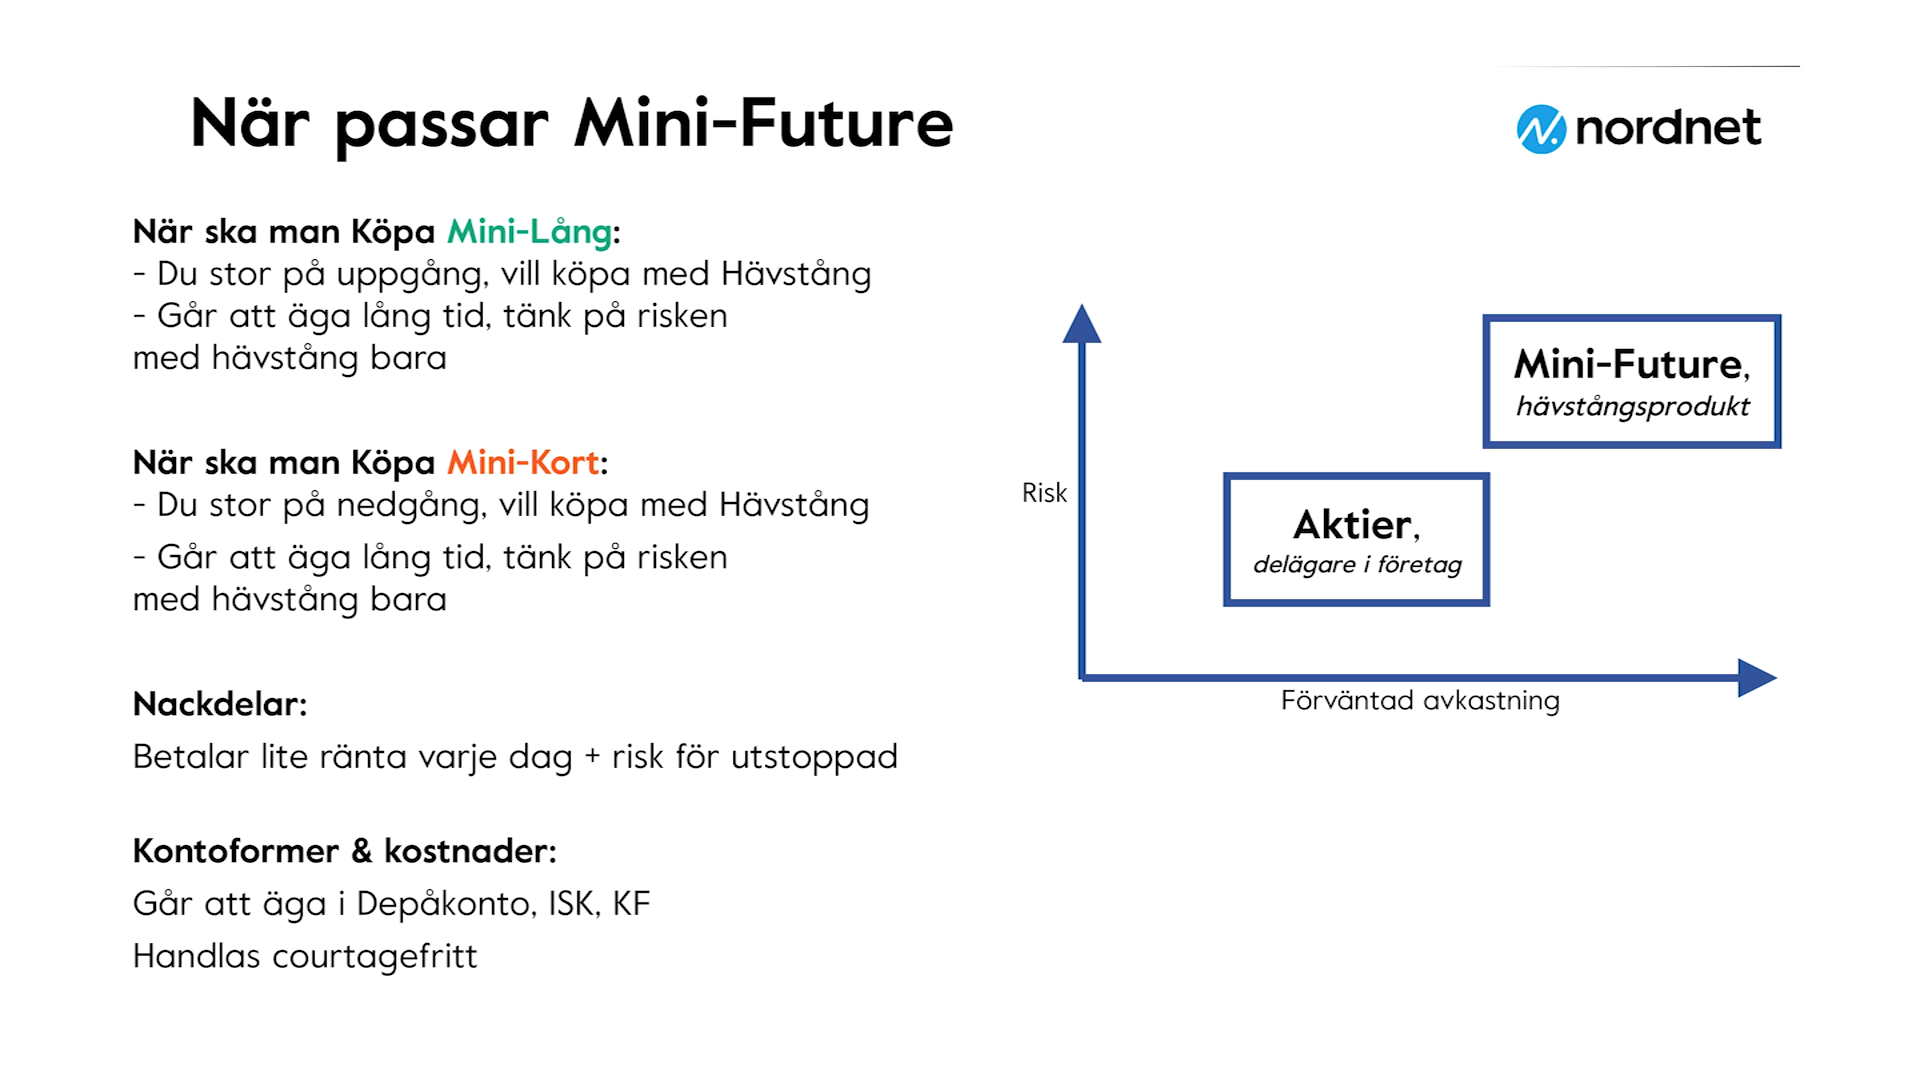 När passar Mini-Future
nordnet
När ska man Köpa Mini-Lång:
- Du stor på uppgång, vill köpa med Hävstång
- Går att äga lång tid, tänk på risken
med hävstång bara
När ska man Köpa Mini-Kort:
- Du stor på nedgång, vill köpa med Hävstång
- Går att äga lång tid, tänk på risken
med hävstång bara
Nackdelar:
Betalar lite ränta varje dag + risk för utstoppad
Kontoformer & kostnader:
Går att äga i Depåkonto, ISK, KF
Handlas courtagefritt
Mini-Future,
hävstångsprodukt
Risk
Aktier,
delägare i företag
Förväntad avkastning